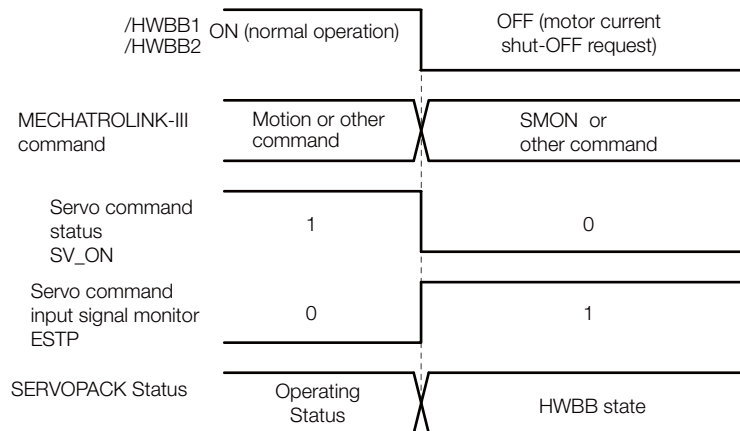 /HWBB1
/HWBB2
ON (normal operation)
OFF (motor current
shut-OFF request)
MECHATROLINK-III
command
Motion or other
command
SMON or
other command
Servo command
status
SV_ON
1
0
Servo command
input signal monitor
ESTP
0
1
SERVOPACK Status
Operating
Status
HWBB state